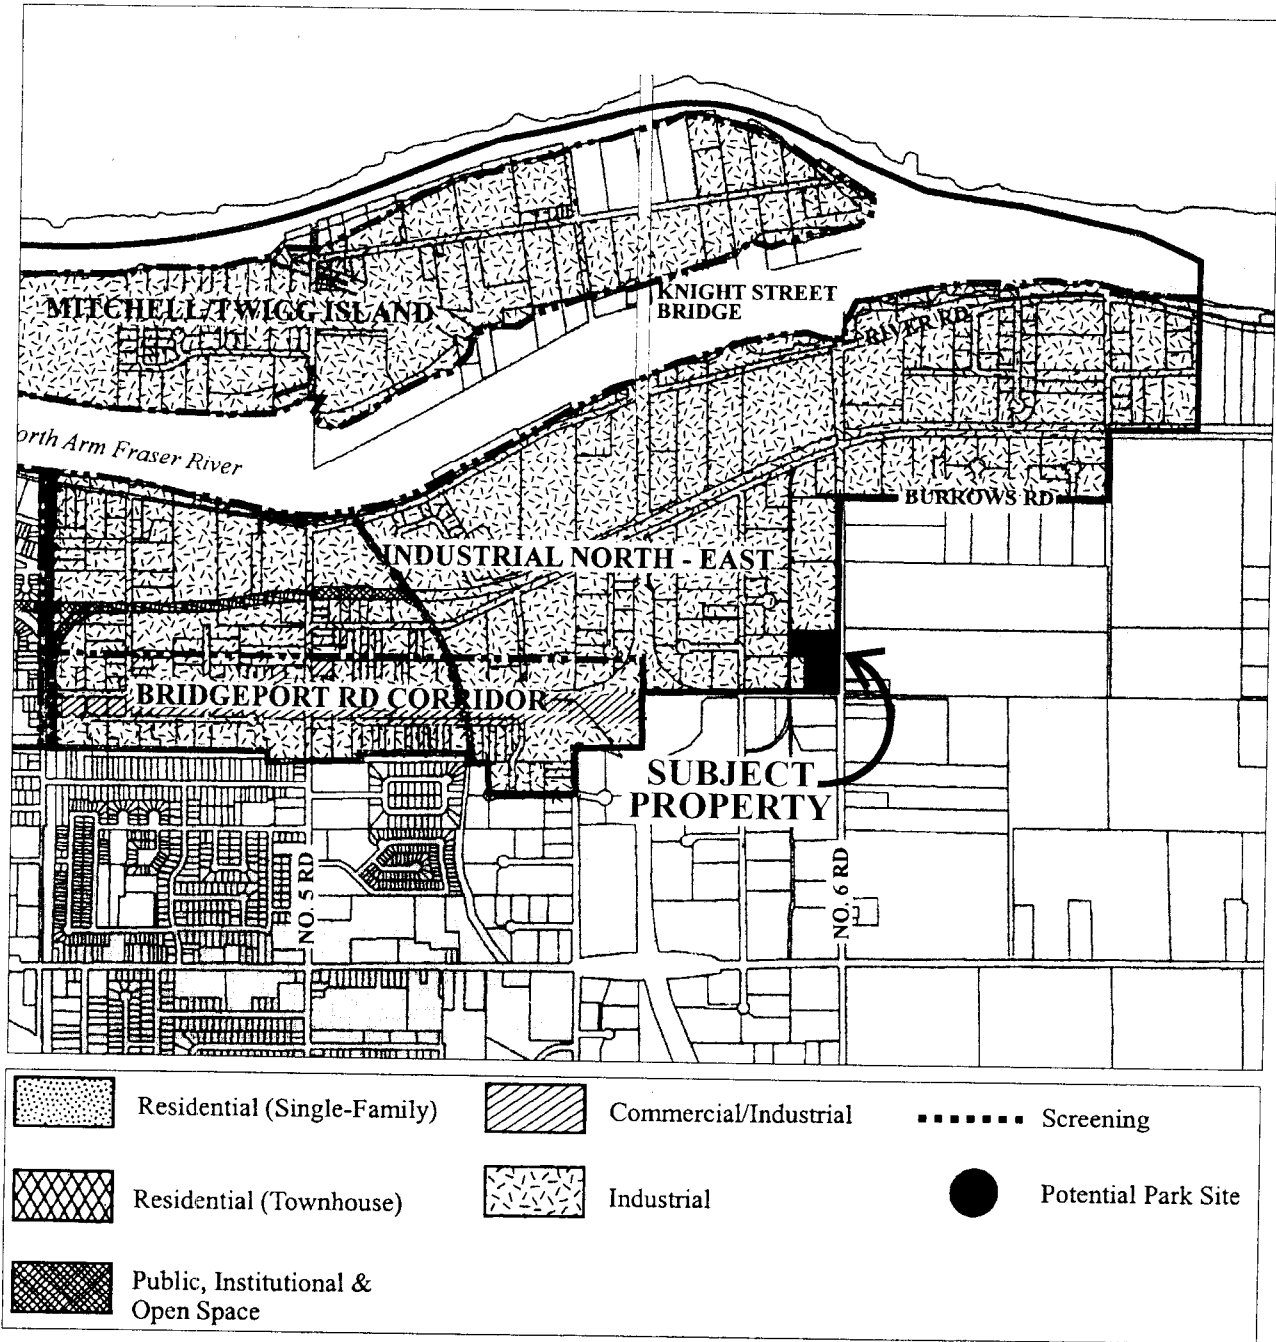 MITCHELL/TWIGG ISLAND
KNIGHT STREET
BRIDGE
RIVER RD
orth Arm Fraser River
BURROWS RD
INDUSTRIAL NORTH - EAST
BRIDGEPORT RD CORRIDOR
SUBJECT
PROPERTY
NO. 5 RD
NO. 6 RD
Residential (Single-Family)
Commercial/Industrial
Screening
Residential (Townhouse)
Industrial
Potential Park Site
Public, Institutional &
Open Space